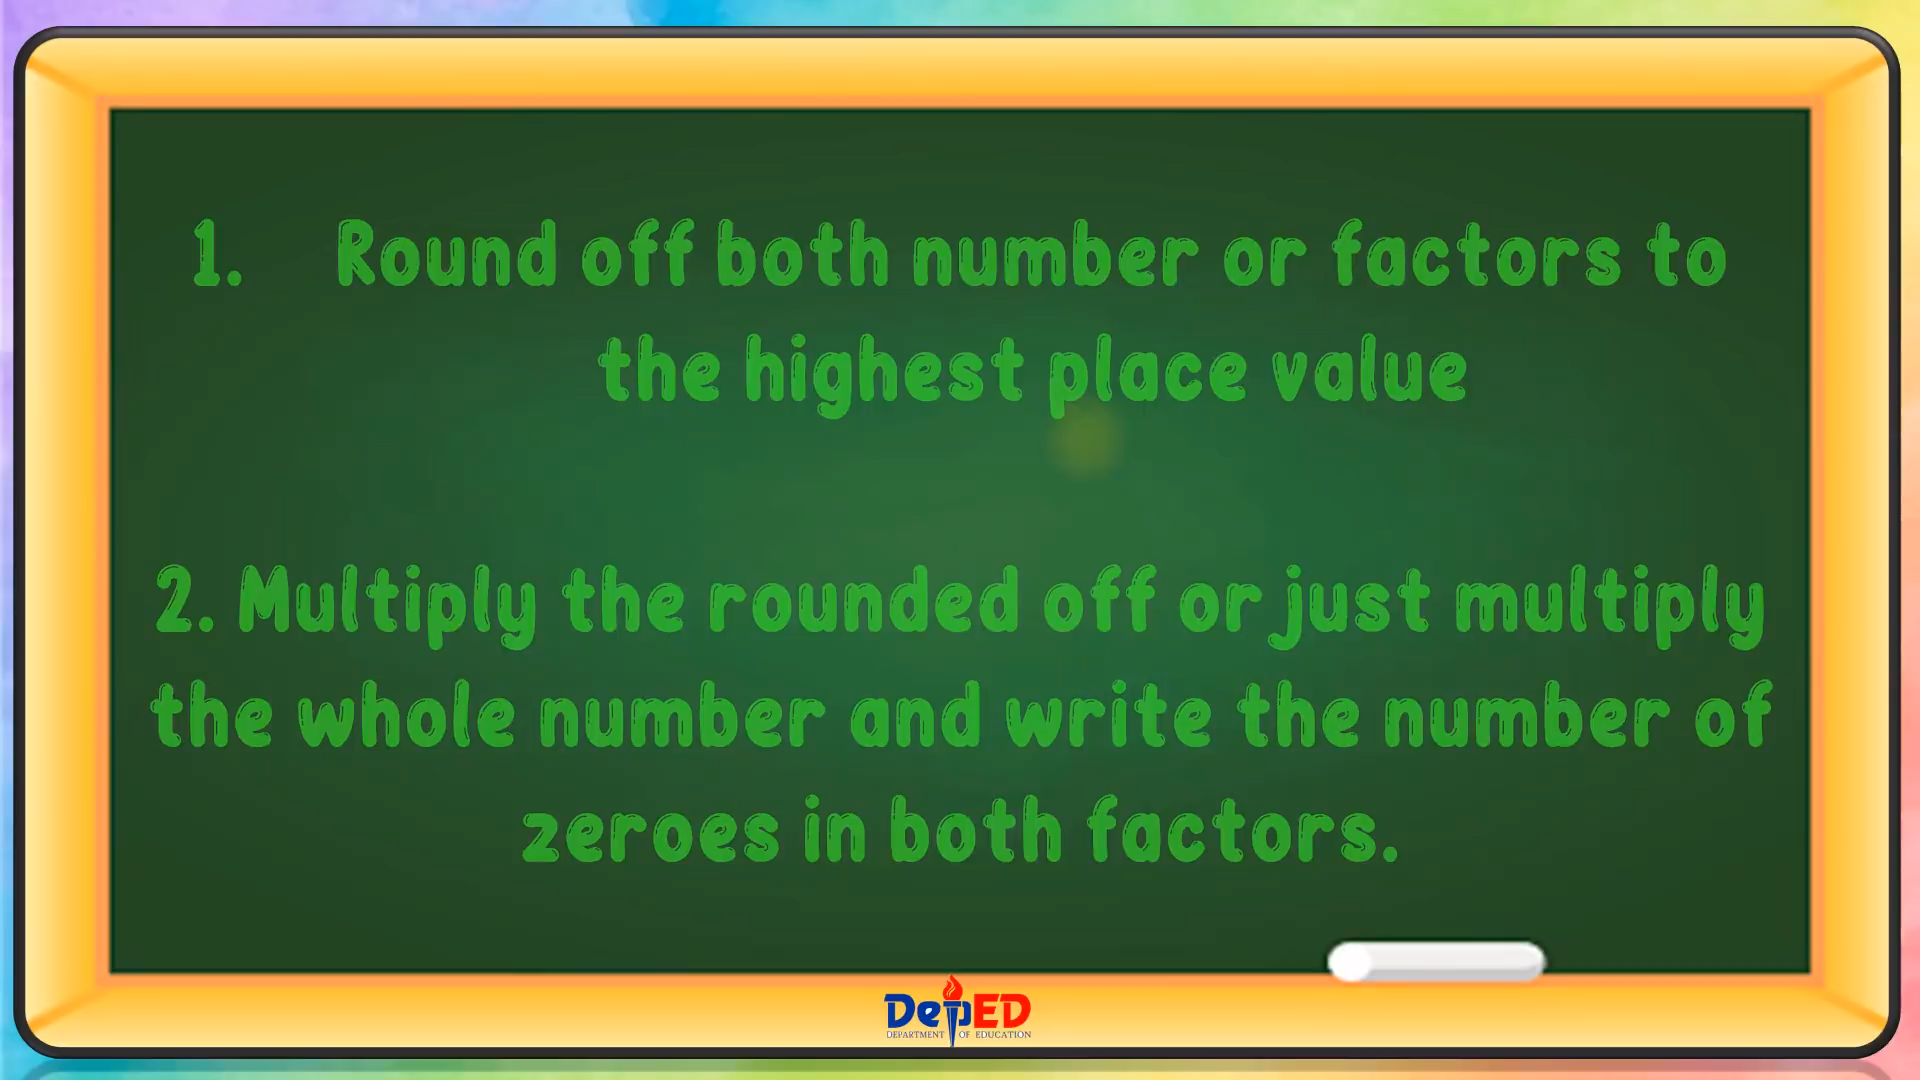 1. Round off both number or factors to
the highest place value
2. Multiply the rounded off or just multiply
the whole number and write the number of
zeroes in both factors.
DepED
DEPARTMENT OF EDUCATION